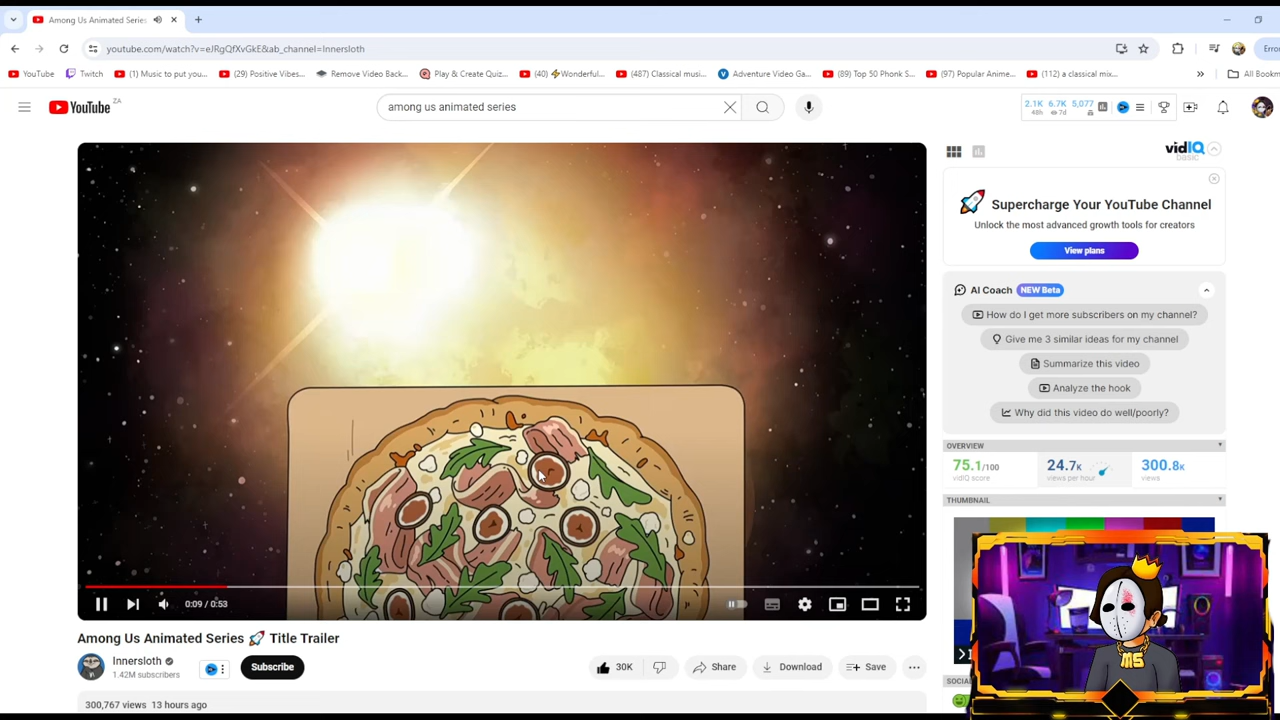 Among Us Animated Series
youtube.com/watch?v=eJRgQfXvGkE&ab_channel=Innersloth
Erro
YouTube
Twitch
(1) Music to put you...
(29) Positive Vibes...
Remove Video Back...
Play & Create Quiz...
(40) ⚡Wonderful...
(487) Classical musi...
Adventure Video Ga...
(89) Top 50 Phonk S...
(97) Popular Anime...
(112) a classical mix...
»
All Bookm
YouTube ZA
among us animated series
2.1K 6.7K 5,077
48h 7d
vidIQ
basic
Supercharge Your YouTube Channel
Unlock the most advanced growth tools for creators
View plans
AI Coach NEW Beta
How do I get more subscribers on my channel?
Give me 3 similar ideas for my channel
Summarize this video
Analyze the hook
Why did this video do well/poorly?
OVERVIEW
75.1/100 24.7K 300.8K
vidIQ score views per hour views
THUMBNAIL
0:09 / 0:53
Among Us Animated Series 🚀 Title Trailer
Innersloth
1.42M subscribers
Subscribe
30K
Share
Download
Save
300,767 views 13 hours ago
SOCIAL
MS